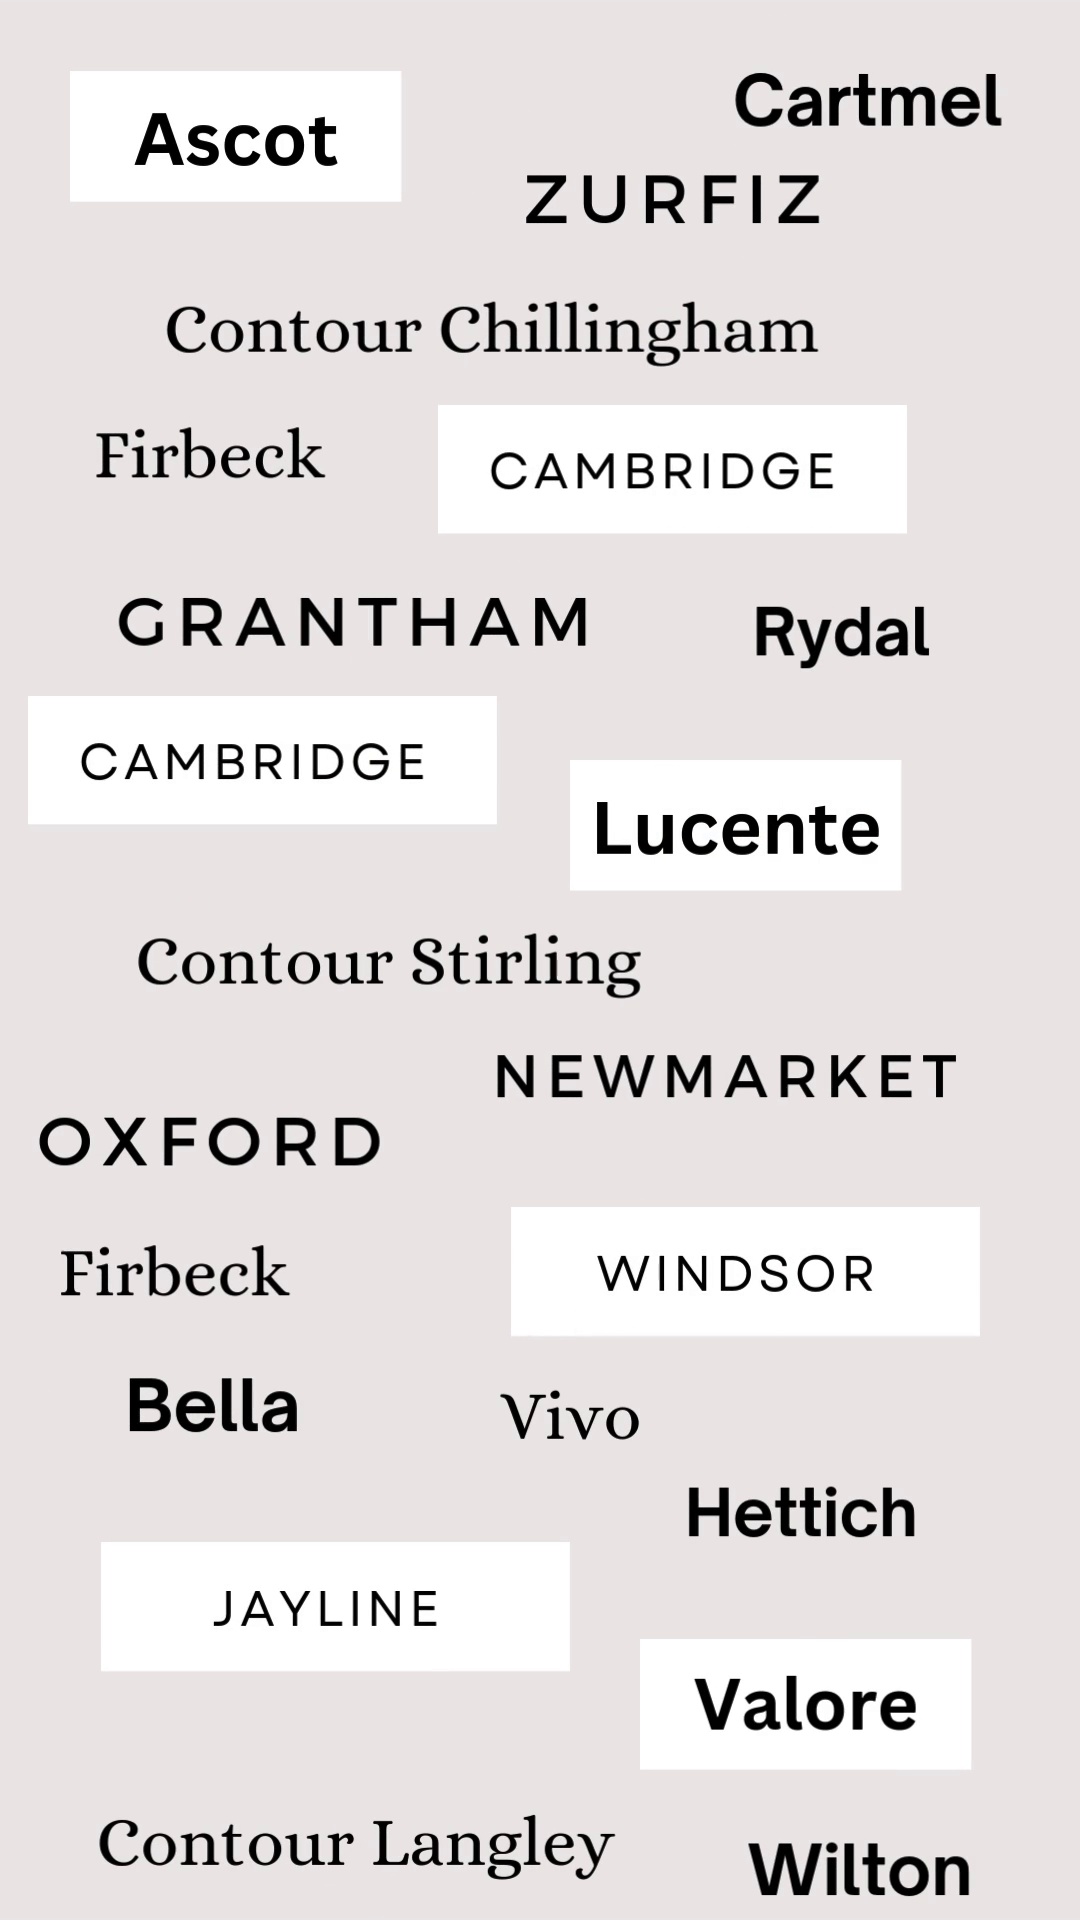 Cartmel
Ascot
ZURFIZ
Contour Chillingham
Firbeck
CAMBRIDGE
GRANTHAM
Rydal
CAMBRIDGE
Lucente
Contour Stirling
NEWMARKET
OXFORD
Firbeck
WINDSOR
Bella
Vivo
Hettich
JAYLINE
Valore
Contour Langley
Wilton